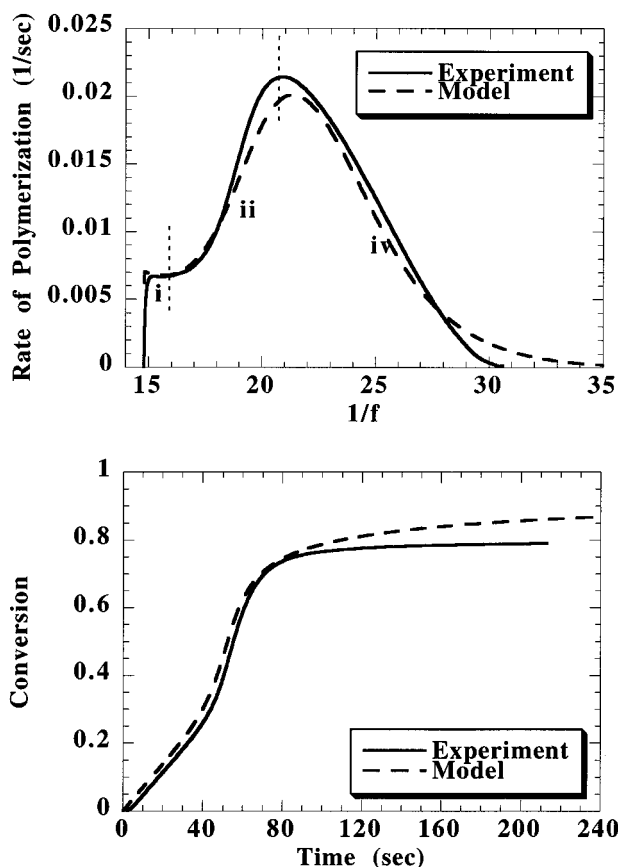 Rate of Polymerization (1/sec)
0.025
0.02
0.015
0.01
0.005
0
Experiment
Model
i
ii
iv
15
20
25
30
35
1/f
Conversion
1
0.8
0.6
0.4
0.2
0
Experiment
Model
0
40
80
120
160
200
240
Time (sec)